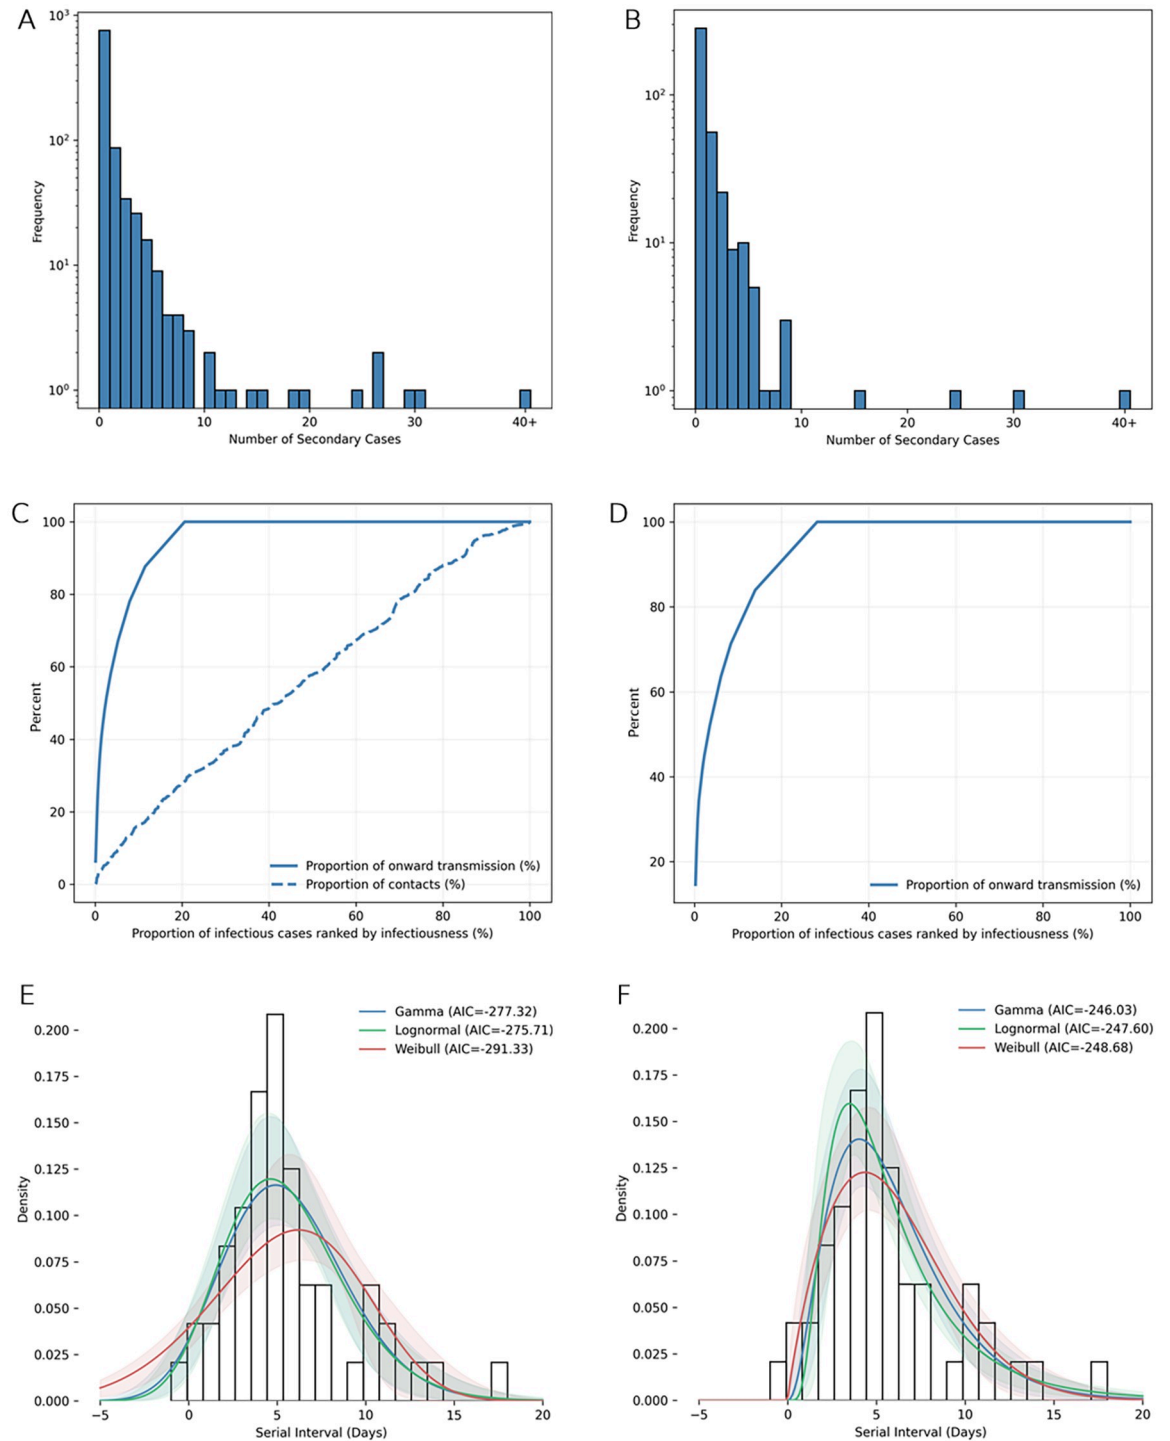 A
10³
10²
10¹
10⁰
Frequency
0 10 20 30 40+
Number of Secondary Cases
B
10²
10¹
10⁰
Frequency
0 10 20 30 40+
Number of Secondary Cases
C
100
80
60
40
20
0
Percent
Proportion of onward transmission (%)
Proportion of contacts (%)
0 20 40 60 80 100
Proportion of infectious cases ranked by infectiousness (%)
D
100
80
60
40
20
Percent
Proportion of onward transmission (%)
0 20 40 60 80 100
Proportion of infectious cases ranked by infectiousness (%)
E
Gamma (AIC=-277.32)
Lognormal (AIC=-275.71)
Weibull (AIC=-291.33)
0.200
0.175
0.150
0.125
0.100
0.075
0.050
0.025
0.000
Density
−5 0 5 10 15 20
Serial Interval (Days)
F
Gamma (AIC=-246.03)
Lognormal (AIC=-247.60)
Weibull (AIC=-248.68)
0.200
0.175
0.150
0.125
0.100
0.075
0.050
0.025
0.000
Density
−5 0 5 10 15 20
Serial Interval (Days)